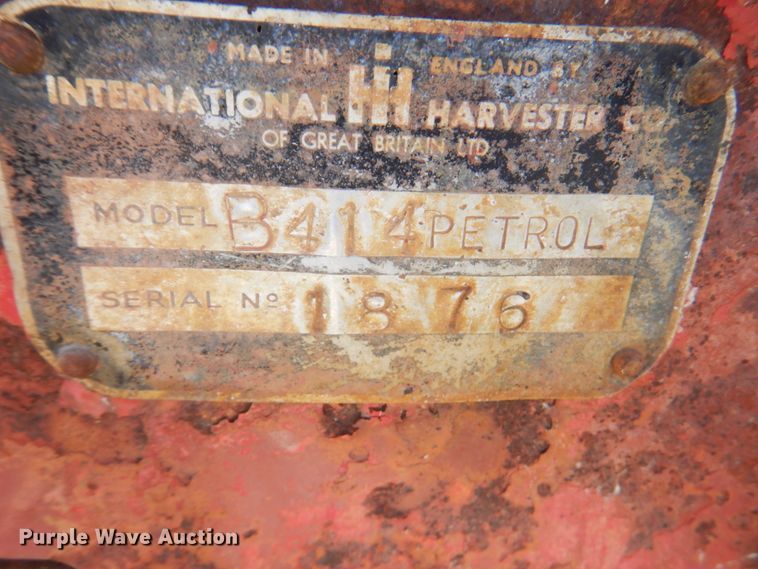 MADE IN IH ENGLAND BY
INTERNATIONAL HARVESTER CO.
OF GREAT BRITAIN LTD
MODEL B414 PETROL
SERIAL Nº 1876
Purple Wave Auction